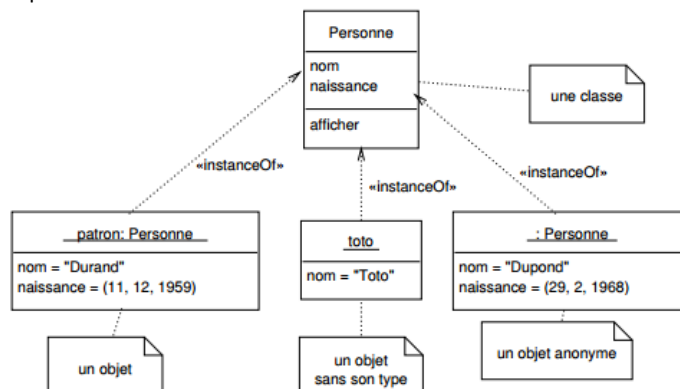 Personne
nom
naissance
une classe
afficher
«instanceOf»
«instanceOf»
«instanceOf»
patron: Personne
toto
: Personne
nom = "Durand"
naissance = (11, 12, 1959)
nom = "Toto"
nom = "Dupond"
naissance = (29, 2, 1968)
un objet
un objet
sans son type
un objet anonyme